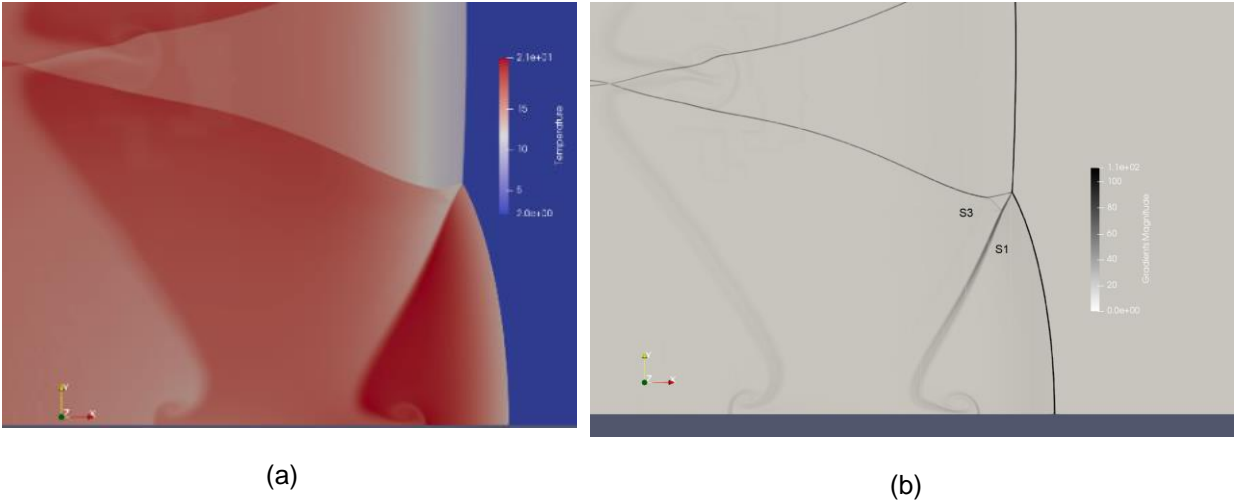 2.1e+01
15
10
5
2.0e+00
Temperature
Y
Z
X
(a)
S3
S1
1.1e+02
100
80
60
40
20
0.0e+00
Gradients Magnitude
Y
Z
X
(b)